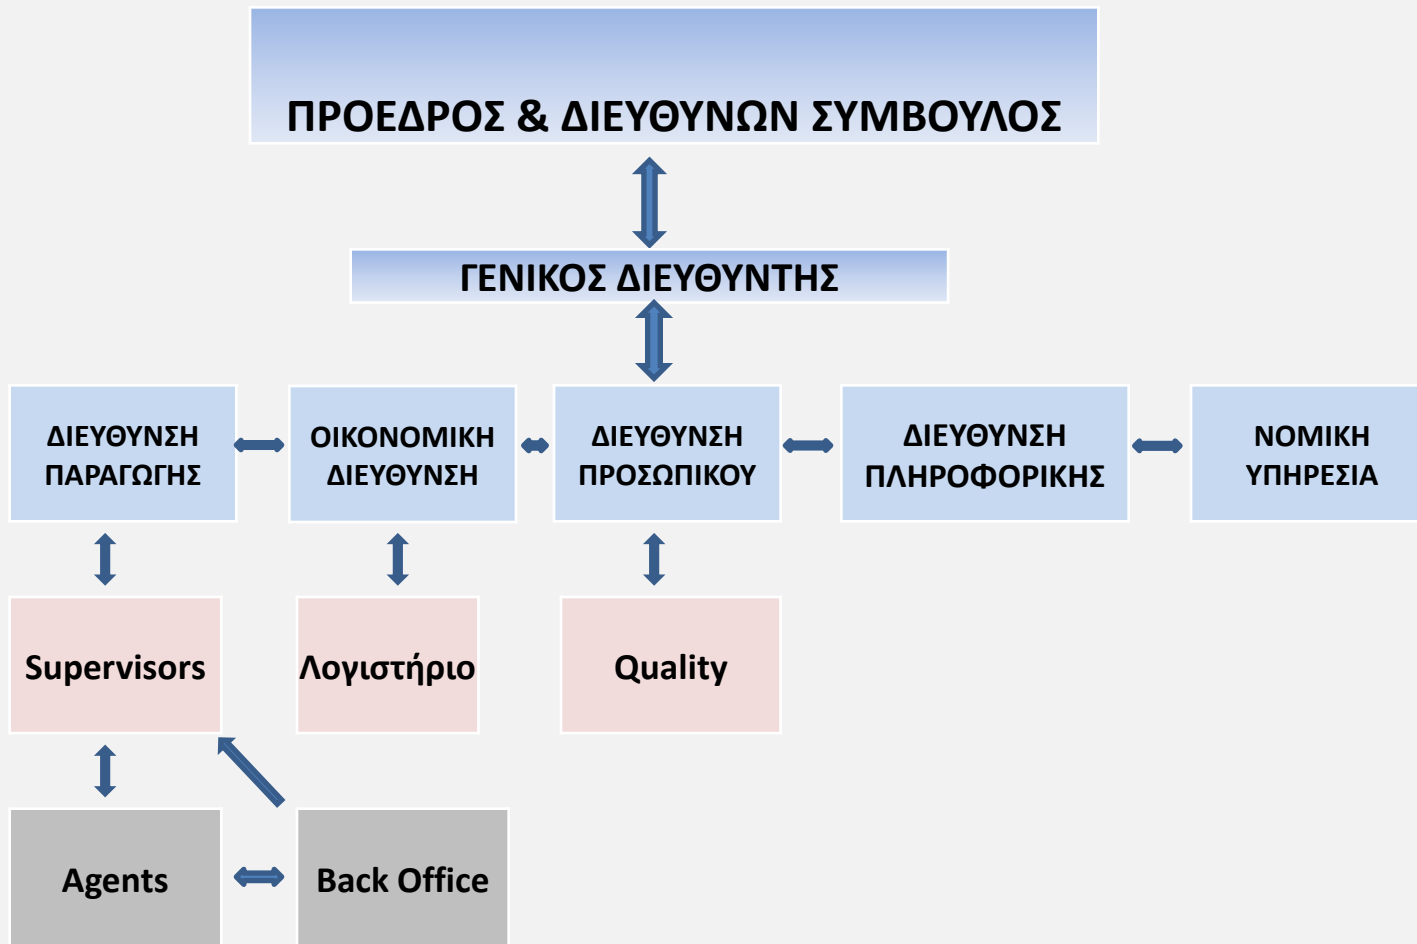 ΠΡΟΕΔΡΟΣ & ΔΙΕΥΘΥΝΩΝ ΣΥΜΒΟΥΛΟΣ
ΓΕΝΙΚΟΣ ΔΙΕΥΘΥΝΤΗΣ
ΔΙΕΥΘΥΝΣΗ
ΠΑΡΑΓΩΓΗΣ
ΟΙΚΟΝΟΜΙΚΗ
ΔΙΕΥΘΥΝΣΗ
ΔΙΕΥΘΥΝΣΗ
ΠΡΟΣΩΠΙΚΟΥ
ΔΙΕΥΘΥΝΣΗ
ΠΛΗΡΟΦΟΡΙΚΗΣ
ΝΟΜΙΚΗ
ΥΠΗΡΕΣΙΑ
Supervisors
Λογιστήριο
Quality
Agents
Back Office